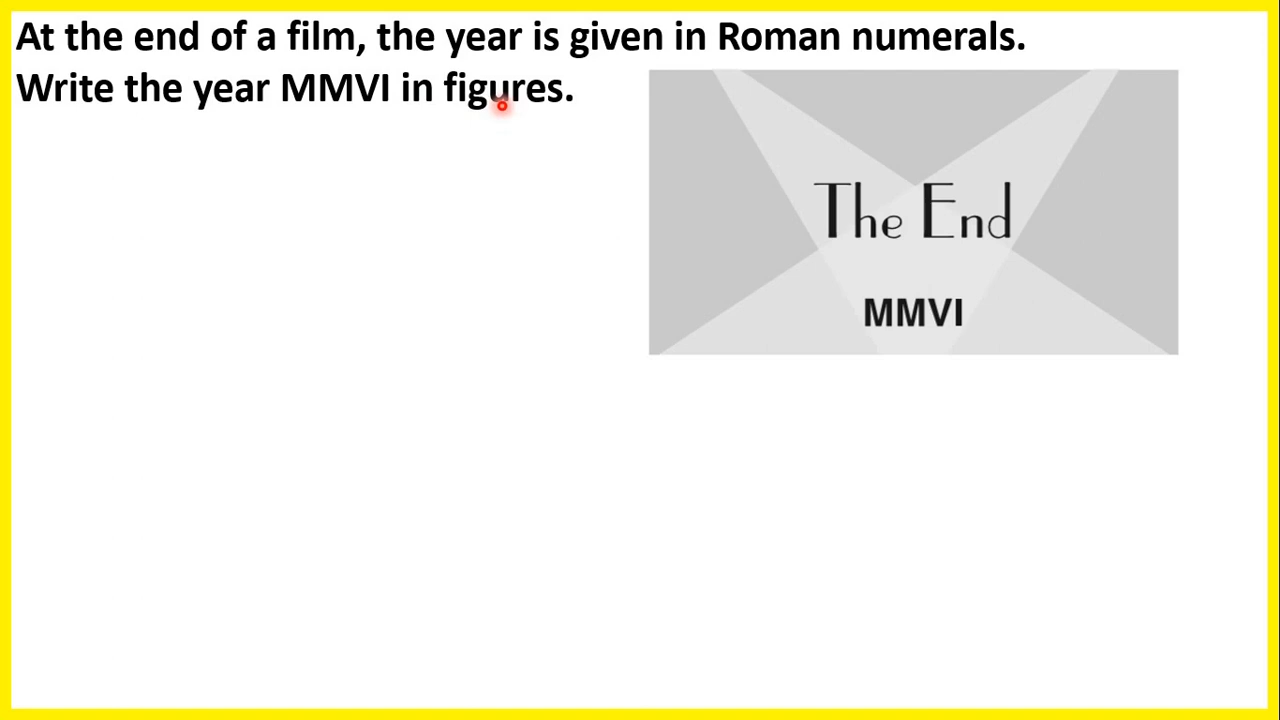 At the end of a film, the year is given in Roman numerals.
Write the year MMVI in figures.
The End
MMVI